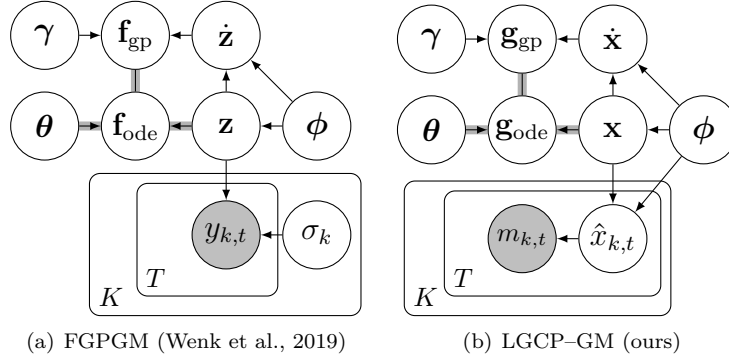 γ f_gp ż γ g_gp ẋ
θ f_ode z ϕ θ g_ode x ϕ
y_{k,t} σ_k m_{k,t} x̂_{k,t}
T T
K K
(a) FGPGM (Wenk et al., 2019) (b) LGCP–GM (ours)